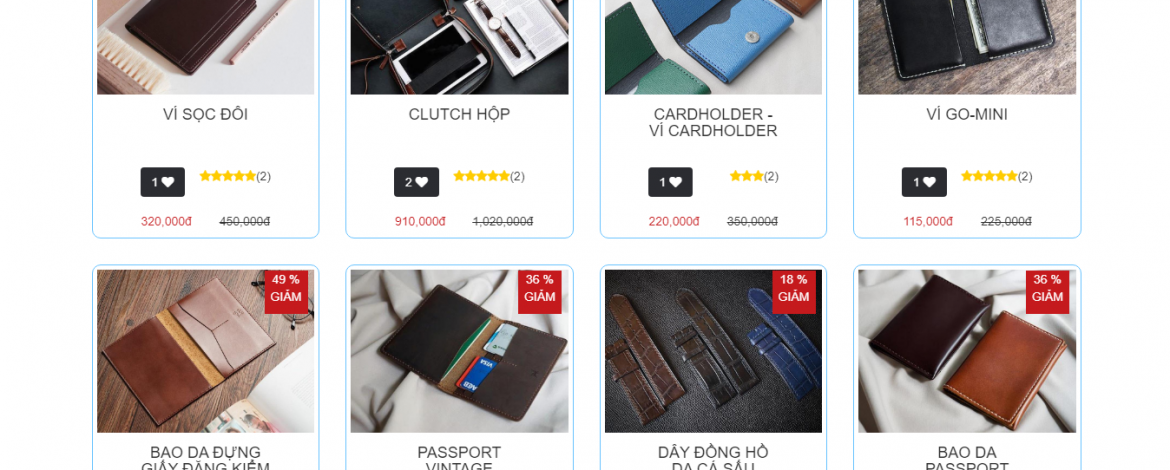 VÍ SỌC ĐÔI
CLUTCH HỘP
CARDHOLDER -
VÍ CARDHOLDER
VÍ GO-MINI
1
(2)
2
(2)
1
(2)
1
(2)
320,000đ 450,000đ
910,000đ 1,020,000đ
220,000đ 350,000đ
115,000đ 225,000đ
49 %
GIẢM
36 %
GIẢM
VISA
ACB
18 %
GIẢM
36 %
GIẢM
BAO DA ĐỰNG
GIẤY ĐĂNG KIỂM
PASSPORT
VINTAGE
DÂY ĐỒNG HỒ
DA CÁ SẤU
BAO DA
PASSPORT